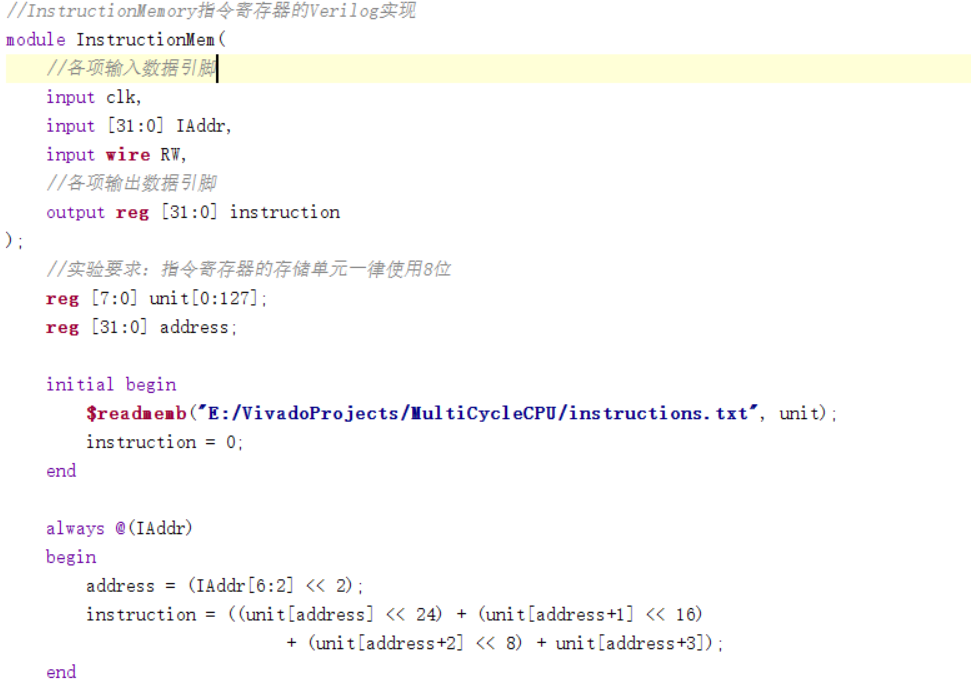 //InstructionMemory指令寄存器的Verilog实现
module InstructionMem(
    //各项输入数据引脚
    input clk,
    input [31:0] IAddr,
    input wire RW,
    //各项输出数据引脚
    output reg [31:0] instruction
);
    //实验要求：指令寄存器的存储单元一律使用8位
    reg [7:0] unit[0:127];
    reg [31:0] address;

    initial begin
        $readmemb("E:/VivadoProjects/MultiCycleCPU/instructions.txt", unit);
        instruction = 0;
    end

    always @(IAddr)
    begin
        address = (IAddr[6:2] << 2);
        instruction = ((unit[address] << 24) + (unit[address+1] << 16)
                            + (unit[address+2] << 8) + unit[address+3]);
    end